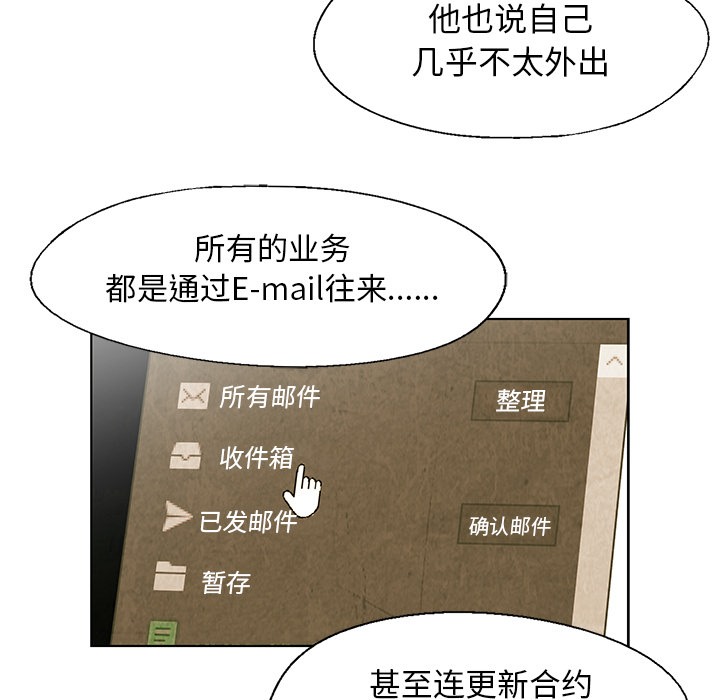 他也说自己
几乎不太外出
所有的业务
都是通过E-mail往来......
所有邮件
整理
收件箱
已发邮件
确认邮件
暂存
甚至连更新合约